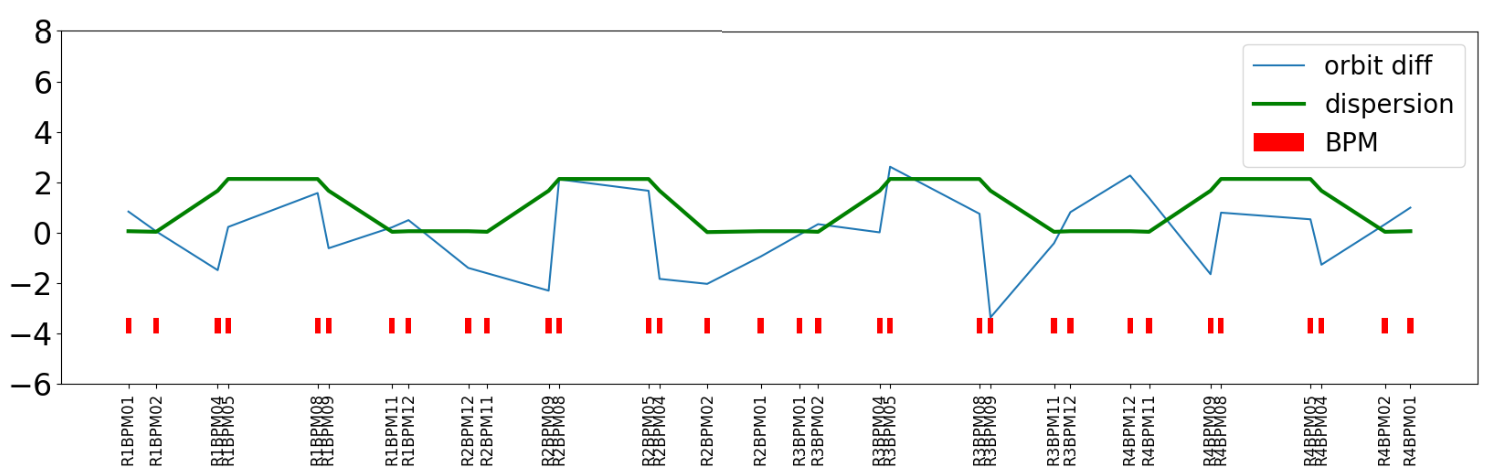 8
6
4
2
0
−2
−4
−6
orbit diff
dispersion
BPM
R1BPM01
R1BPM02
R1BPM04
R1BPM05
R1BPM08
R1BPM09
R1BPM11
R1BPM12
R2BPM12
R2BPM11
R2BPM09
R2BPM08
R2BPM05
R2BPM04
R2BPM02
R2BPM01
R3BPM01
R3BPM02
R3BPM04
R3BPM05
R3BPM08
R3BPM09
R3BPM11
R3BPM12
R4BPM12
R4BPM11
R4BPM09
R4BPM08
R4BPM05
R4BPM04
R4BPM02
R4BPM01